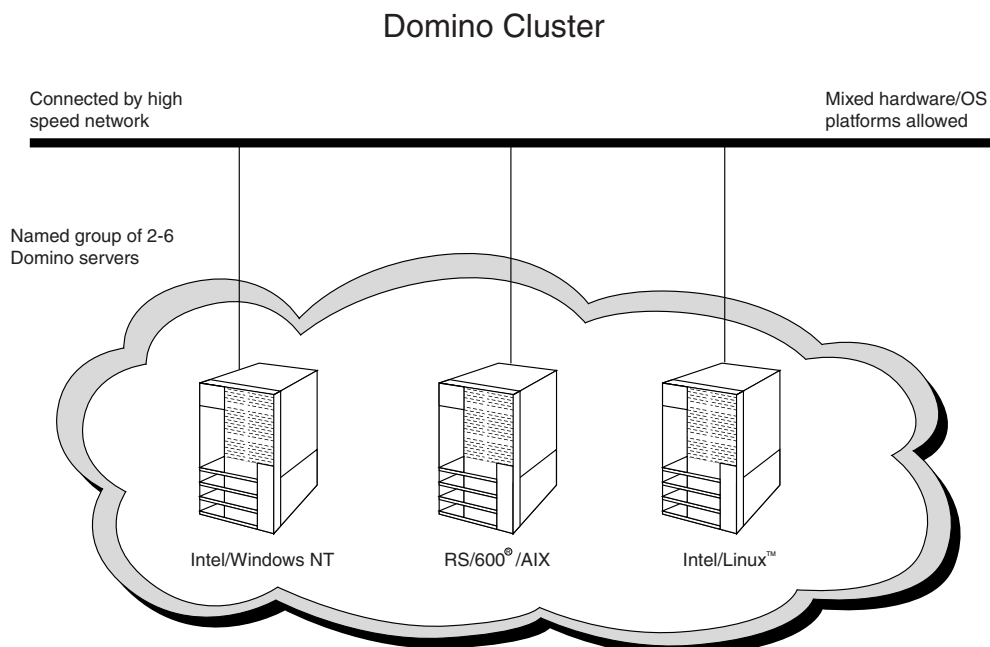 Domino Cluster
Connected by high
speed network
Mixed hardware/OS
platforms allowed
Named group of 2-6
Domino servers
Intel/Windows NT
RS/600® /AIX
Intel/Linux™